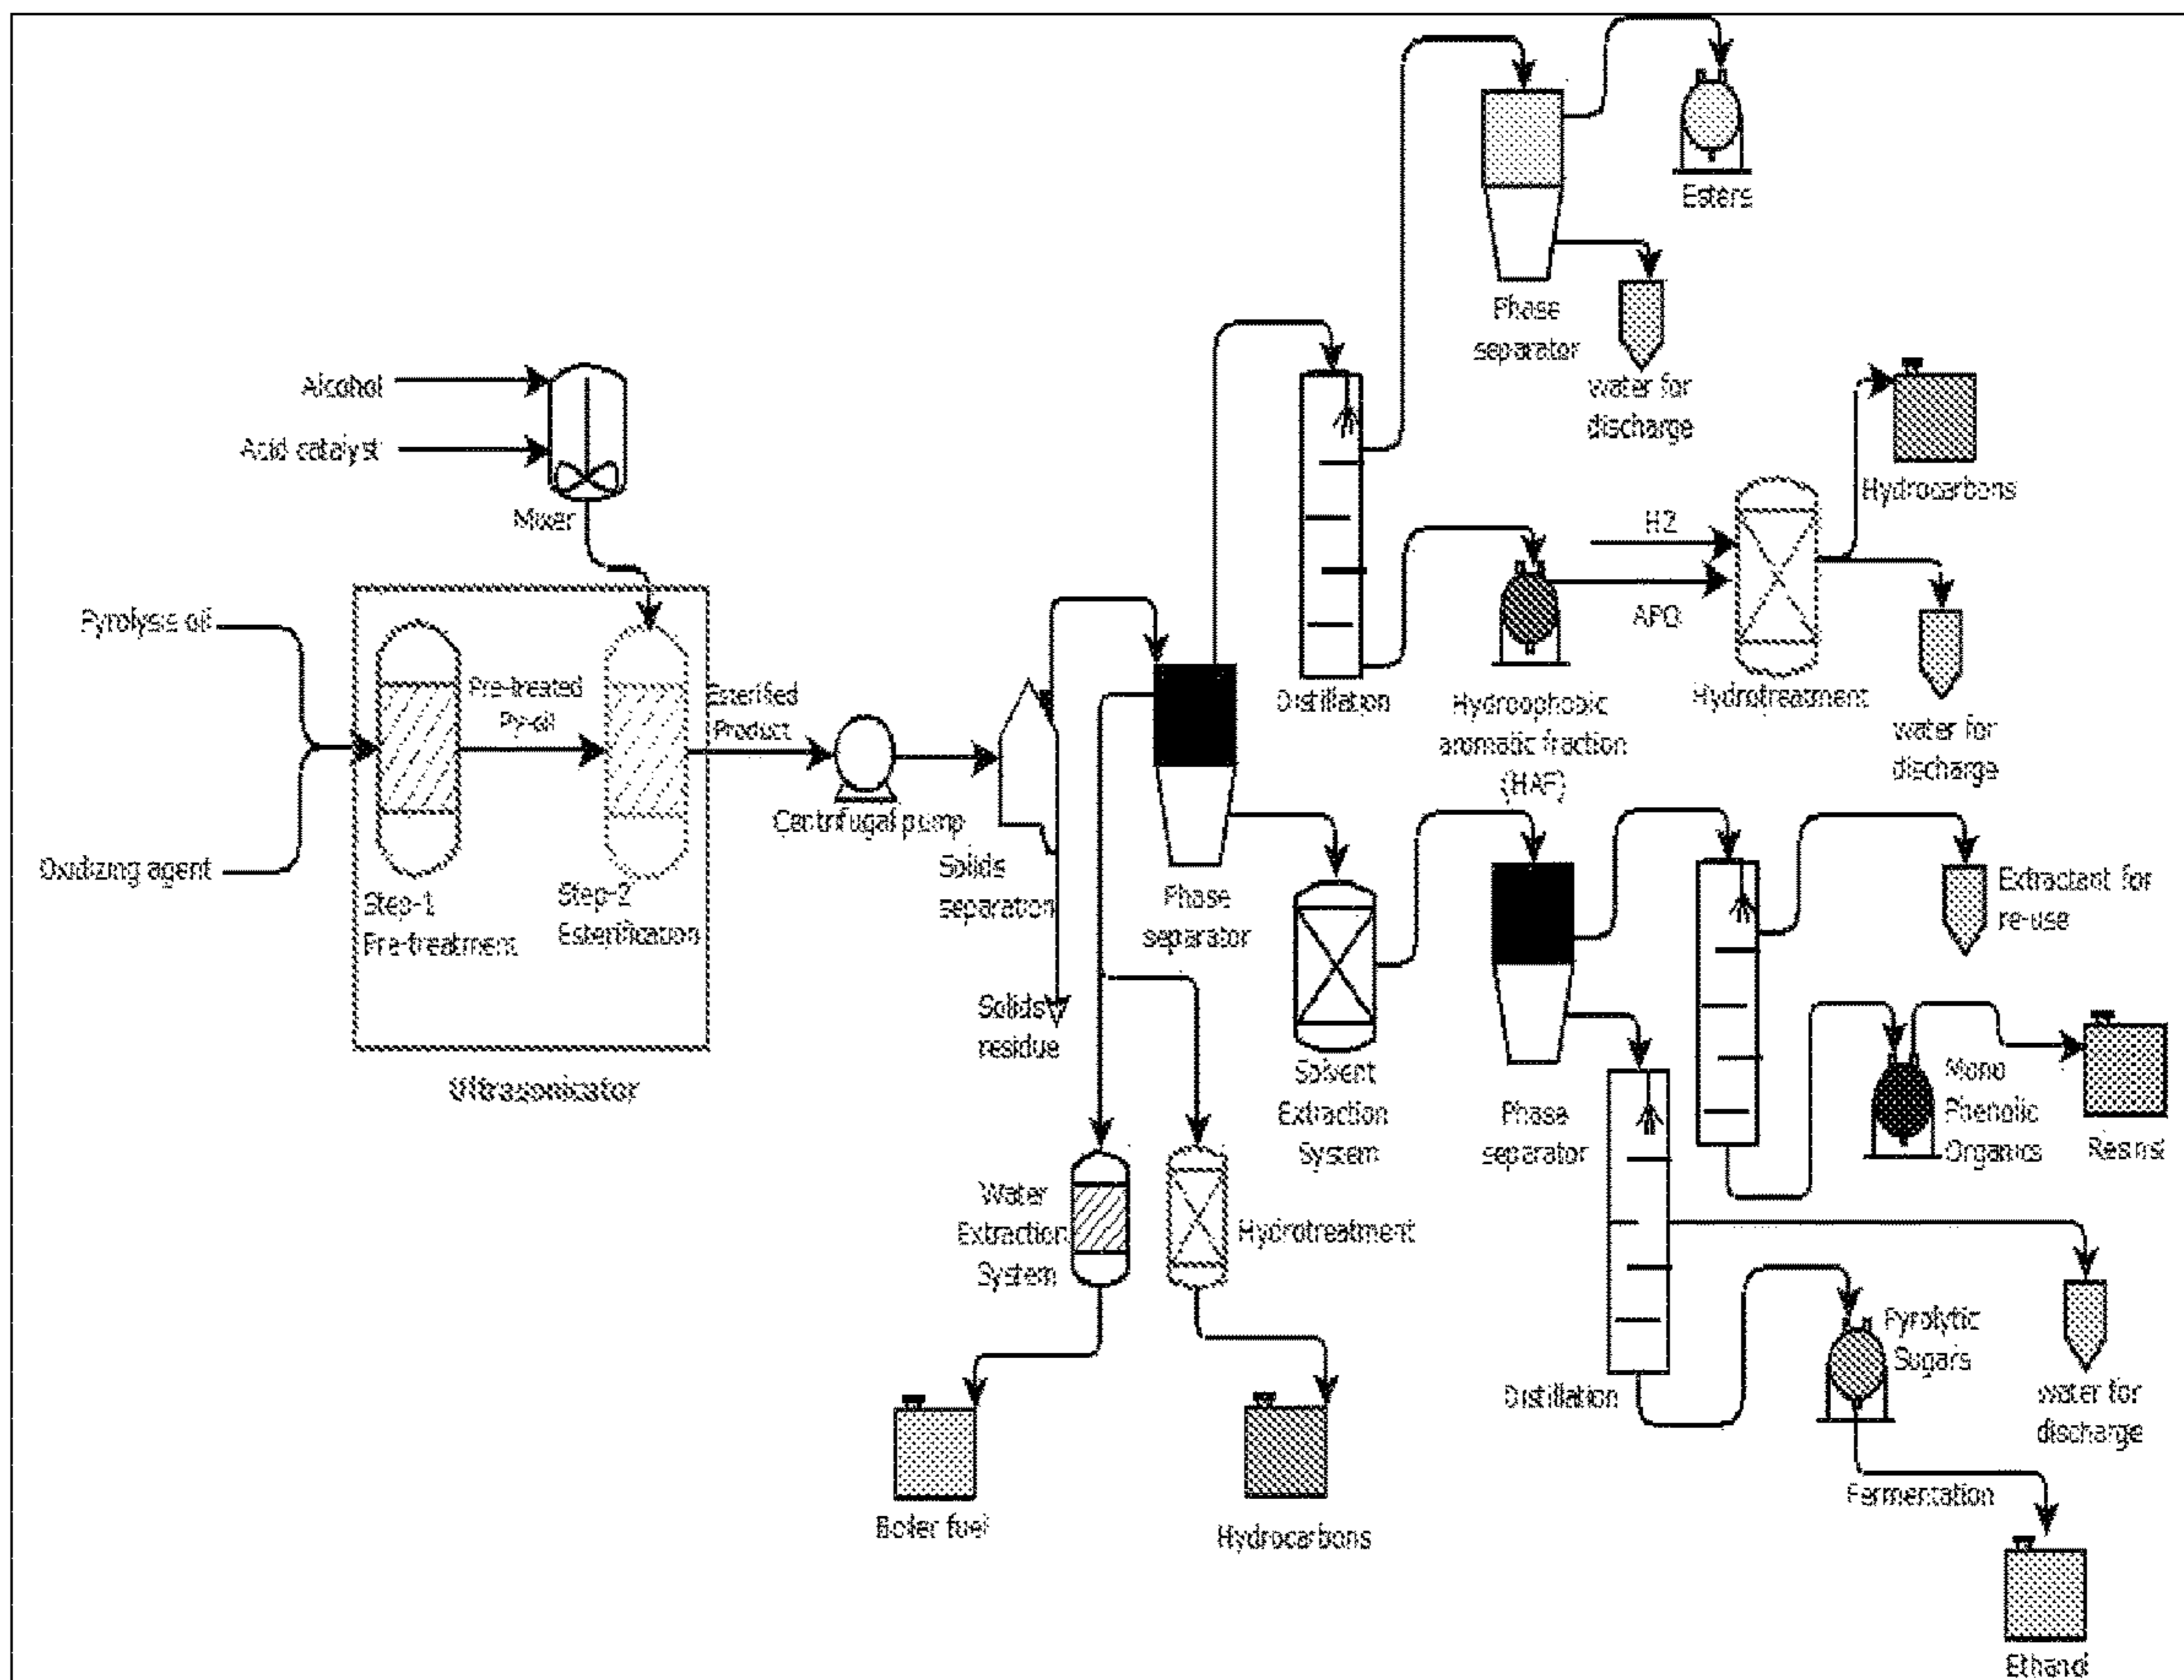 Esters
Phase
separator
water for
discharge
Alcohol
Acid catalyst
Mixer
Hydrocarbons
H2
APO
Hydrotreatment
water for
discharge
Distillation
Hydroophobic
aromatic fraction
(HAF)
Pyrolysis oil
Oxidizing agent
Pre-treated
Py-oil
Step-1
Pre-treatment
Step-2
Esterification
Ultrasonicator
Esterified
Product
Centrifugal pump
Solids
separation
Solids
residue
Phase
separator
Solvent
Extraction
System
Phase
separator
Extractant for
re-use
Mono
Phenolic
Organics
Resins
Water
Extraction
System
Hydrotreatment
Boiler fuel
Hydrocarbons
Distillation
Pyrolytic
Sugars
water for
discharge
Fermentation
Ethanol